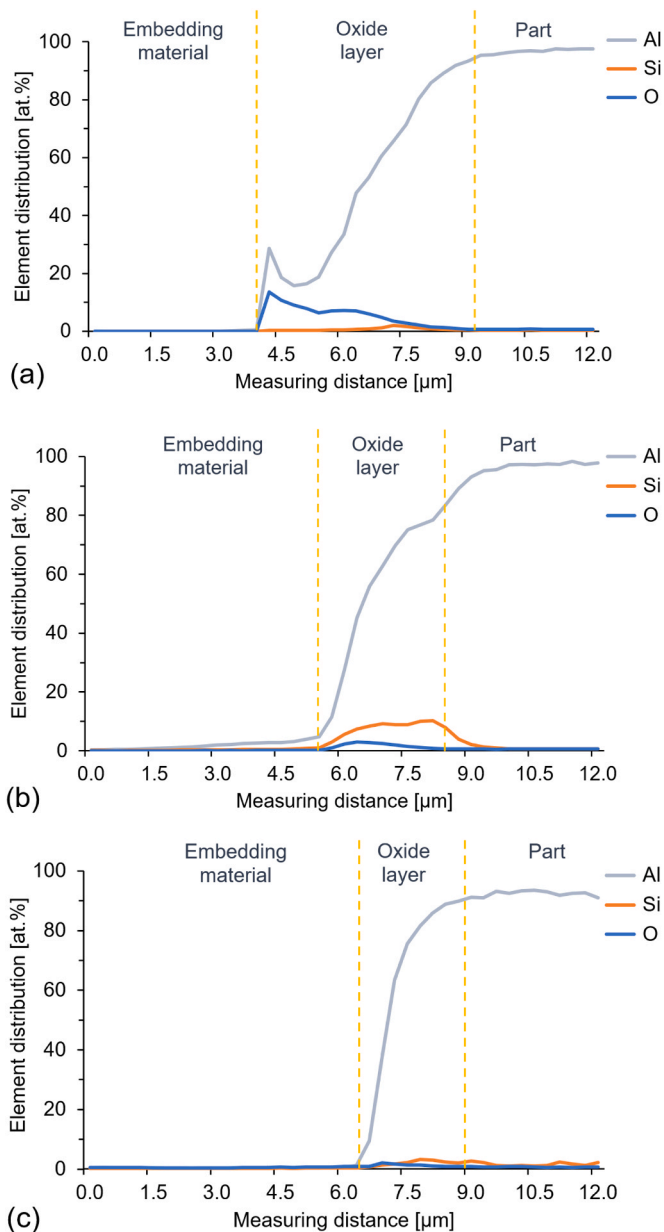 Embedding material
Oxide layer
Part
Al
Si
O
Element distribution [at.%]
100
80
60
40
20
0
0.0 1.5 3.0 4.5 6.0 7.5 9.0 10.5 12.0
Measuring distance [µm]
(a)
Embedding material
Oxide layer
Part
Al
Si
O
Element distribution [at.%]
100
80
60
40
20
0
0.0 1.5 3.0 4.5 6.0 7.5 9.0 10.5 12.0
Measuring distance [µm]
(b)
Embedding material
Oxide layer
Part
Al
Si
O
Element distribution [at.%]
100
80
60
40
20
0
0.0 1.5 3.0 4.5 6.0 7.5 9.0 10.5 12.0
Measuring distance [µm]
(c)